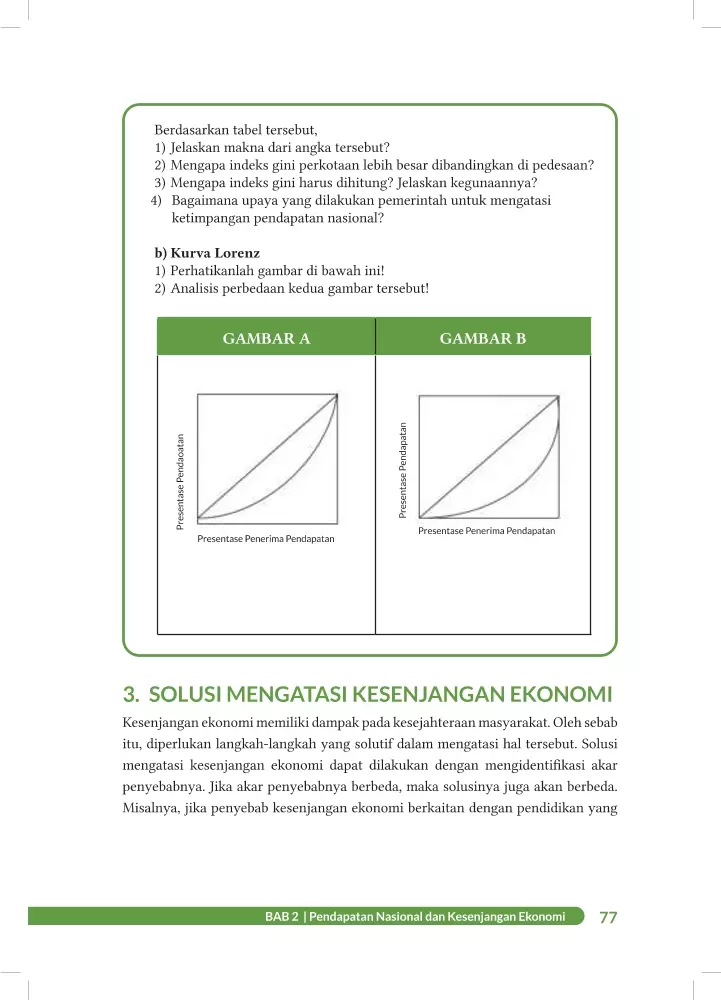 Berdasarkan tabel tersebut,
1) Jelaskan makna dari angka tersebut?
2) Mengapa indeks gini perkotaan lebih besar dibandingkan di pedesaan?
3) Mengapa indeks gini harus dihitung? Jelaskan kegunaannya?
4) Bagaimana upaya yang dilakukan pemerintah untuk mengatasi
ketimpangan pendapatan nasional?
b) Kurva Lorenz
1) Perhatikanlah gambar di bawah ini!
2) Analisis perbedaan kedua gambar tersebut!
GAMBAR A
GAMBAR B
Presentase Pendaoatan
Presentase Penerima Pendapatan
Presentase Pendapatan
Presentase Penerima Pendapatan
3. SOLUSI MENGATASI KESENJANGAN EKONOMI
Kesenjangan ekonomi memiliki dampak pada kesejahteraan masyarakat. Oleh sebab
itu, diperlukan langkah-langkah yang solutif dalam mengatasi hal tersebut. Solusi
mengatasi kesenjangan ekonomi dapat dilakukan dengan mengidentifikasi akar
penyebabnya. Jika akar penyebabnya berbeda, maka solusinya juga akan berbeda.
Misalnya, jika penyebab kesenjangan ekonomi berkaitan dengan pendidikan yang
BAB 2 | Pendapatan Nasional dan Kesenjangan Ekonomi 77